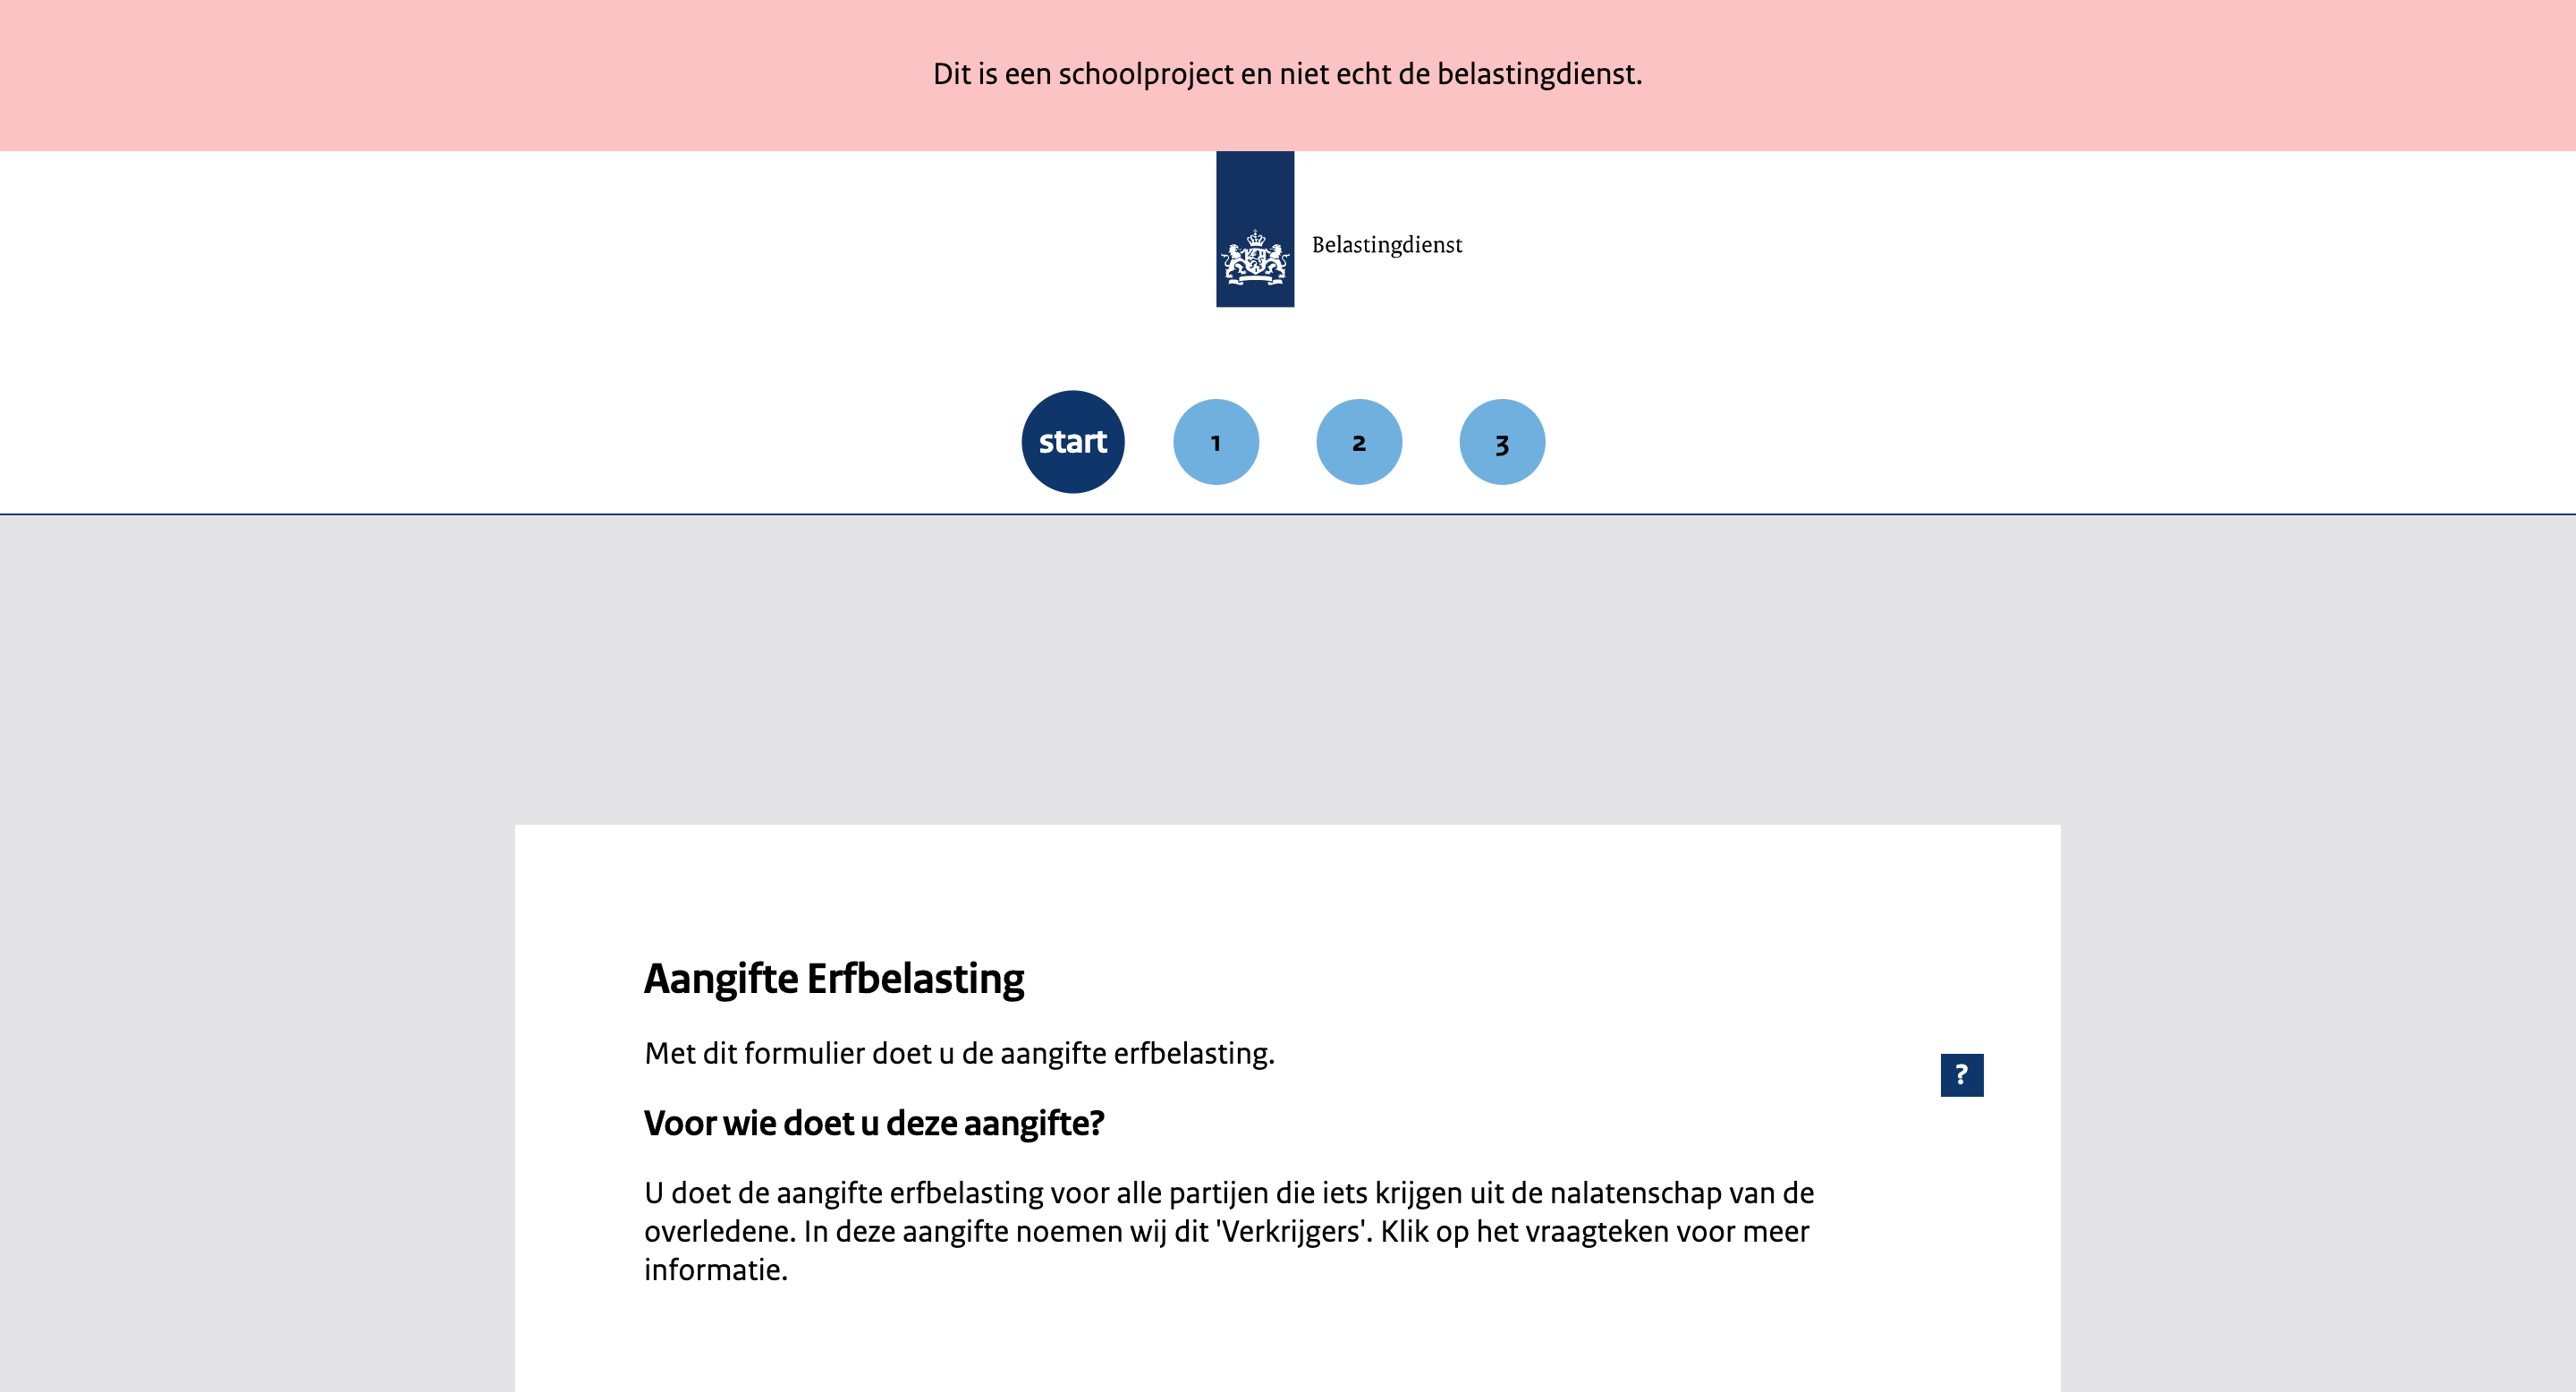 Dit is een schoolproject en niet echt de belastingdienst.
Belastingdienst
start
1
2
3
Aangifte Erfbelasting
Met dit formulier doet u de aangifte erfbelasting.
?
Voor wie doet u deze aangifte?
U doet de aangifte erfbelasting voor alle partijen die iets krijgen uit de nalatenschap van de
overledene. In deze aangifte noemen wij dit 'Verkrijgers'. Klik op het vraagteken voor meer
informatie.